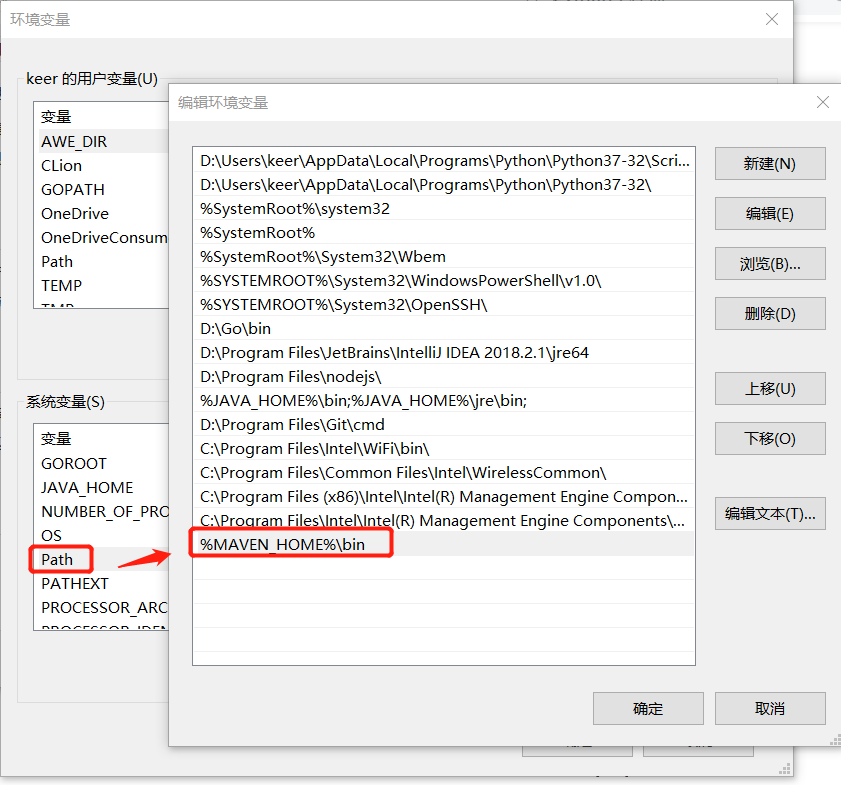 环境变量
keer 的用户变量(U)
变量
AWE_DIR
CLion
GOPATH
OneDrive
OneDriveConsum
Path
TEMP
TMP
系统变量(S)
变量
GOROOT
JAVA_HOME
NUMBER_OF_PRO
OS
Path
PATHEXT
PROCESSOR_ARC
PROCESSOR_IDEN
编辑环境变量
D:\Users\keer\AppData\Local\Programs\Python\Python37-32\Scri...
D:\Users\keer\AppData\Local\Programs\Python\Python37-32\
%SystemRoot%\system32
%SystemRoot%
%SystemRoot%\System32\Wbem
%SYSTEMROOT%\System32\WindowsPowerShell\v1.0\
%SYSTEMROOT%\System32\OpenSSH\
D:\Go\bin
D:\Program Files\JetBrains\IntelliJ IDEA 2018.2.1\jre64
D:\Program Files\nodejs\
%JAVA_HOME%\bin;%JAVA_HOME%\jre\bin;
D:\Program Files\Git\cmd
C:\Program Files\Intel\WiFi\bin\
C:\Program Files\Common Files\Intel\WirelessCommon\
C:\Program Files (x86)\Intel\Intel(R) Management Engine Compon...
C:\Program Files\Intel\Intel(R) Management Engine Components\...
%MAVEN_HOME%\bin
新建(N)
编辑(E)
浏览(B)...
删除(D)
上移(U)
下移(O)
编辑文本(T)...
确定
取消